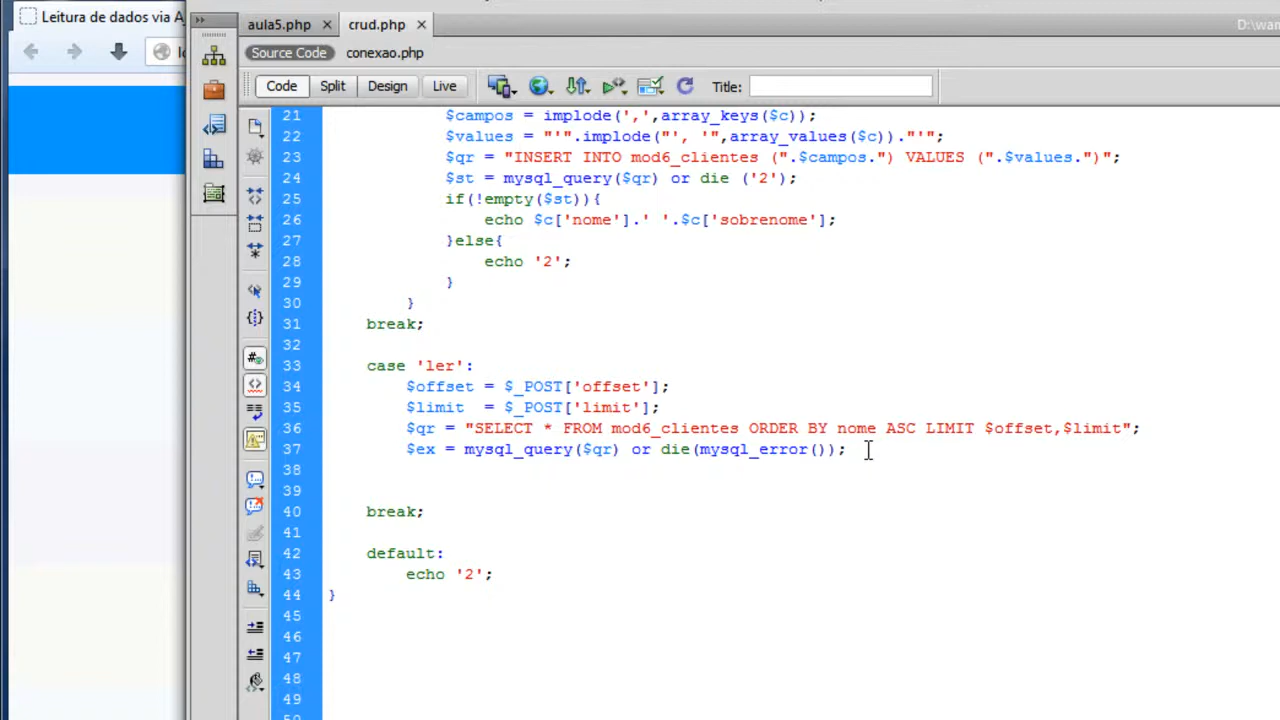 Leitura de dados via A
aula5.php crud.php
D:\wam
Source Code conexao.php
Code Split Design Live Title:
21 $campos = implode(',',array_keys($c));
22 $values = "'".implode("', '",array_values($c))."'";
23 $qr = "INSERT INTO mod6_clientes (".$campos.") VALUES (".$values.")";
24 $st = mysql_query($qr) or die ('2');
25 if(!empty($st)){
26 echo $c['nome'].' '.$c['sobrenome'];
27 }else{
28 echo '2';
29 }
30 }
31 break;
32
33 case 'ler':
34 $offset = $_POST['offset'];
35 $limit = $_POST['limit'];
36 $qr = "SELECT * FROM mod6_clientes ORDER BY nome ASC LIMIT $offset,$limit";
37 $ex = mysql_query($qr) or die(mysql_error());
38
39
40 break;
41
42 default:
43 echo '2';
44 }
45
46
47
48
49